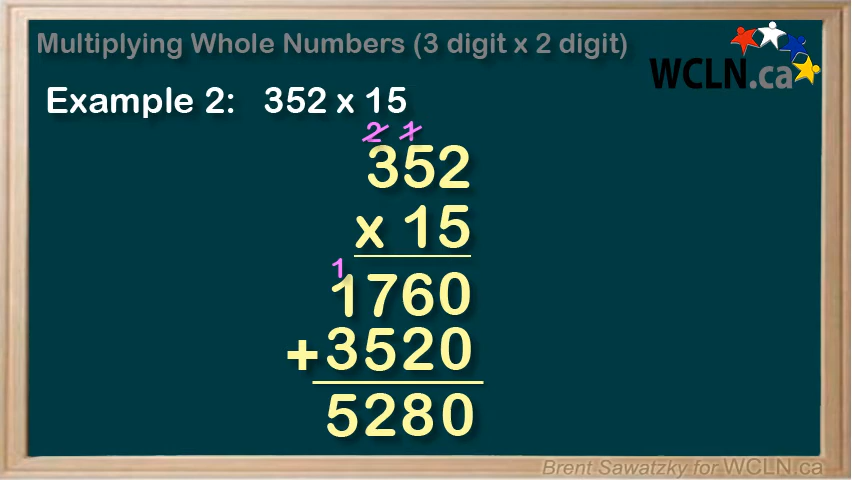 Multiplying Whole Numbers (3 digit x 2 digit)
WCLN.ca
Example 2: 352 x 15
2 1
352
x 15
1
1760
+3520
5280
Brent Sawatzky for WCLN.ca